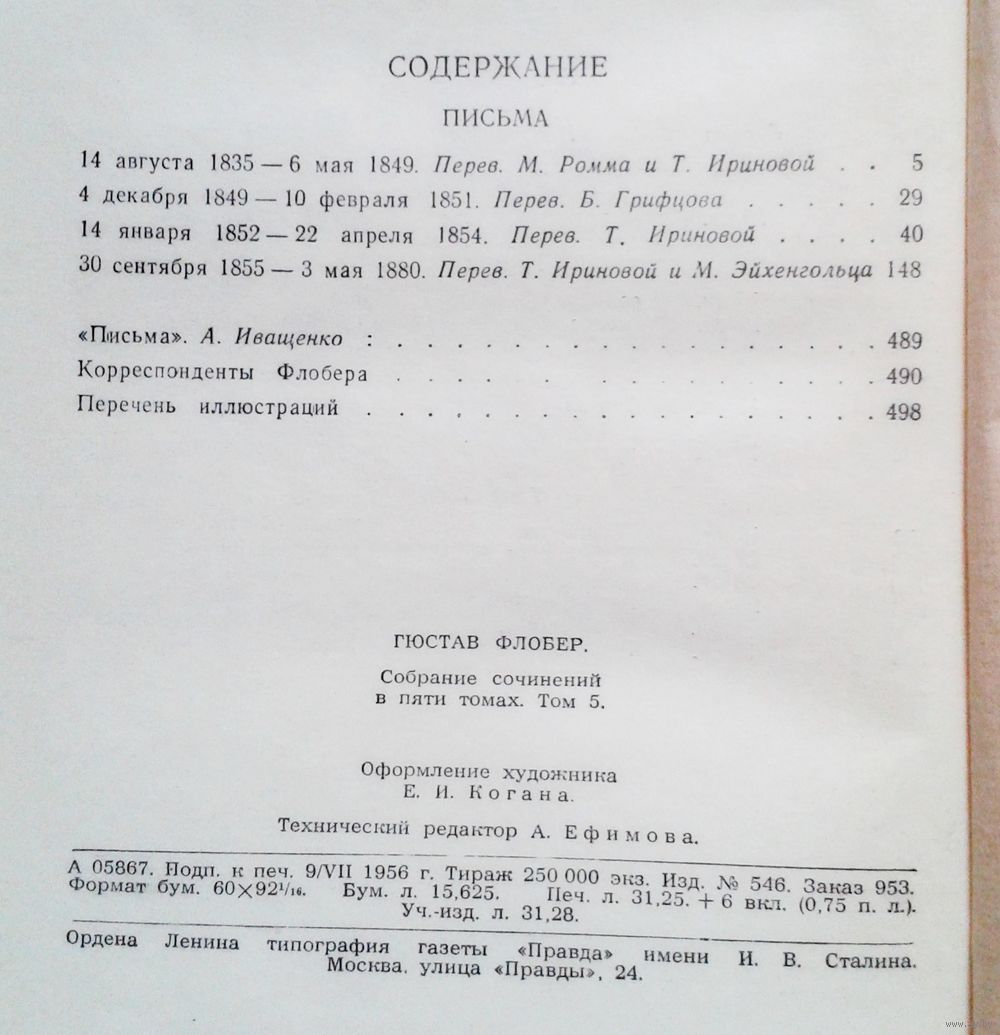 СОДЕРЖАНИЕ
ПИСЬМА
14 августа 1835 — 6 мая 1849. Перев. М. Ромма и Т. Ириновой . . 5
4 декабря 1849 — 10 февраля 1851. Перев. Б. Грифцова . . . . . 29
14 января 1852 — 22 апреля 1854. Перев. Т. Ириновой . . . . 40
30 сентября 1855 — 3 мая 1880. Перев. Т. Ириновой и М. Эйхенгольца 148
«Письма». А. Иващенко : . . . . . . . . . . . . . . . . . 489
Корреспонденты Флобера . . . . . . . . . . . . . . . 490
Перечень иллюстраций . . . . . . . . . . . . . . . . . . 498
ГЮСТАВ ФЛОБЕР.
Собрание сочинений
в пяти томах. Том 5.
Оформление художника
Е. И. Когана.
Технический редактор А. Ефимова.
А 05867. Подп. к печ. 9/VII 1956 г. Тираж 250 000 экз. Изд. № 546. Заказ 953.
Формат бум. 60×92¹/₁₆. Бум. л. 15,625. Печ. л. 31,25. + 6 вкл. (0,75 п. л.).
Уч.-изд. л. 31,28.
Ордена Ленина типография газеты «Правда» имени И. В. Сталина.
Москва, улица «Правды», 24.